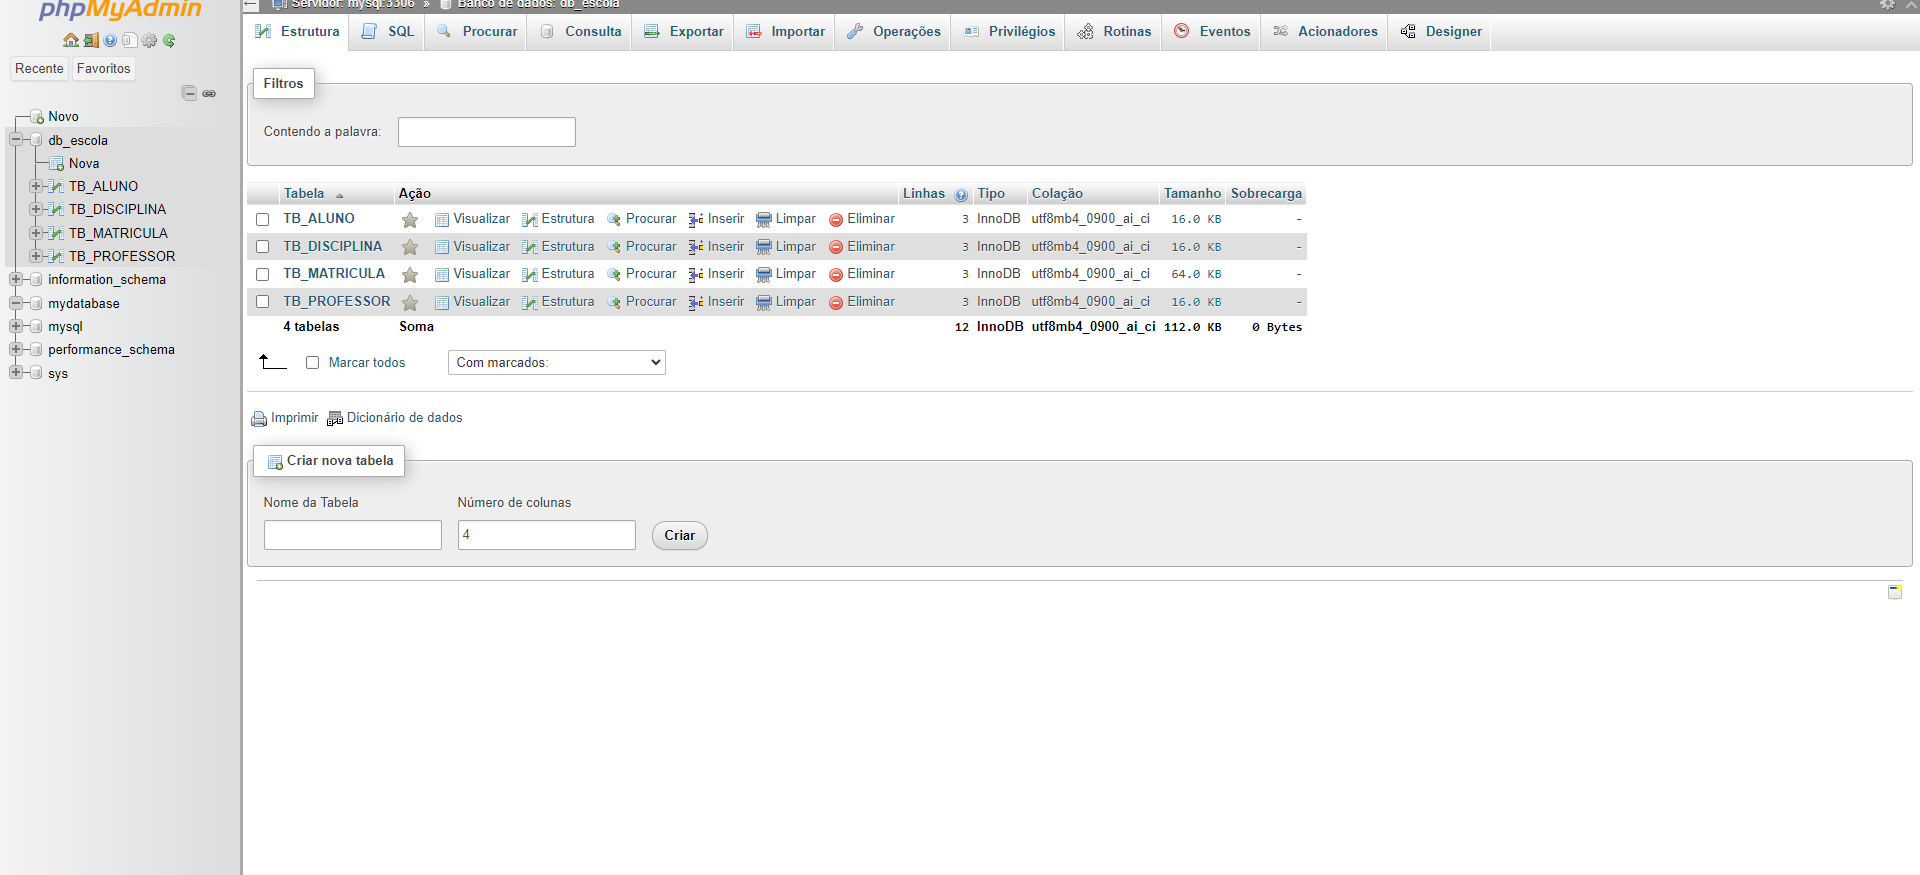 phpMyAdmin
Recente Favoritos
Novo
db_escola
Nova
TB_ALUNO
TB_DISCIPLINA
TB_MATRICULA
TB_PROFESSOR
information_schema
mydatabase
mysql
performance_schema
sys
Servidor: mysql:3306 » Banco de dados: db_escola
Estrutura SQL Procurar Consulta Exportar Importar Operações Privilégios Rotinas Eventos Acionadores Designer
Filtros
Contendo a palavra:
Tabela Ação Linhas Tipo Colação Tamanho Sobrecarga
TB_ALUNO Visualizar Estrutura Procurar Inserir Limpar Eliminar 3 InnoDB utf8mb4_0900_ai_ci 16.0 KB -
TB_DISCIPLINA Visualizar Estrutura Procurar Inserir Limpar Eliminar 3 InnoDB utf8mb4_0900_ai_ci 16.0 KB -
TB_MATRICULA Visualizar Estrutura Procurar Inserir Limpar Eliminar 3 InnoDB utf8mb4_0900_ai_ci 64.0 KB -
TB_PROFESSOR Visualizar Estrutura Procurar Inserir Limpar Eliminar 3 InnoDB utf8mb4_0900_ai_ci 16.0 KB -
4 tabelas Soma 12 InnoDB utf8mb4_0900_ai_ci 112.0 KB 0 Bytes
Marcar todos Com marcados:
Imprimir Dicionário de dados
Criar nova tabela
Nome da Tabela Número de colunas
4 Criar